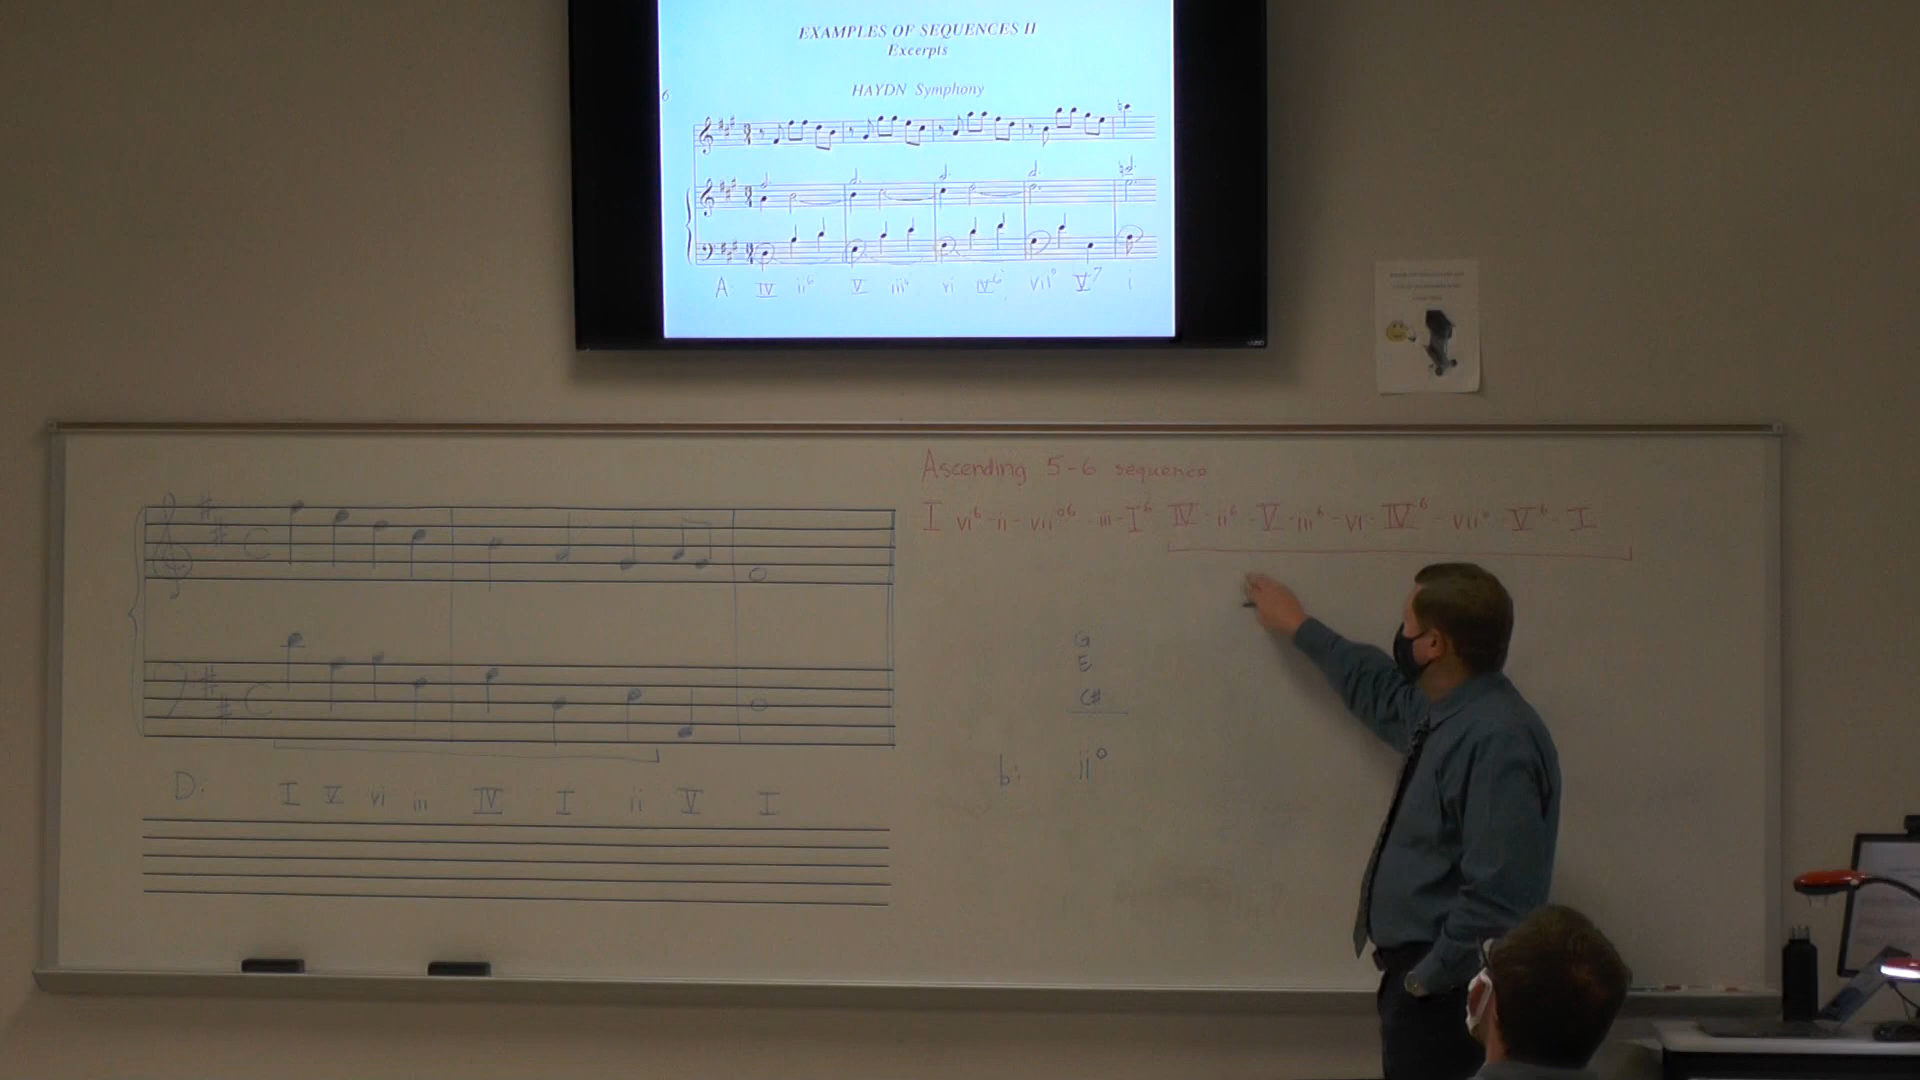 EXAMPLES OF SEQUENCES II
Excerpts
HAYDN Symphony
6
A IV ii6 V iii6 vi IV6 vii° V7 i
Ascending 5-6 sequence
I vi6 - ii - vii°6 - iii - I6 IV - ii6 - V - iii6 - vi - IV6 - vii° - V6 - I
G
E
C#
b: ii°
D. I V vi iii IV I ii V I